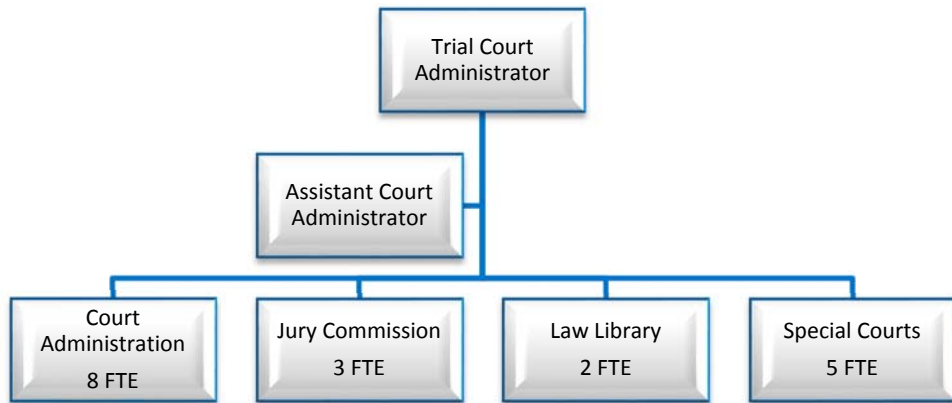 Trial Court
Administrator
Assistant Court
Administrator
Court
Administration
8 FTE
Jury Commission
3 FTE
Law Library
2 FTE
Special Courts
5 FTE